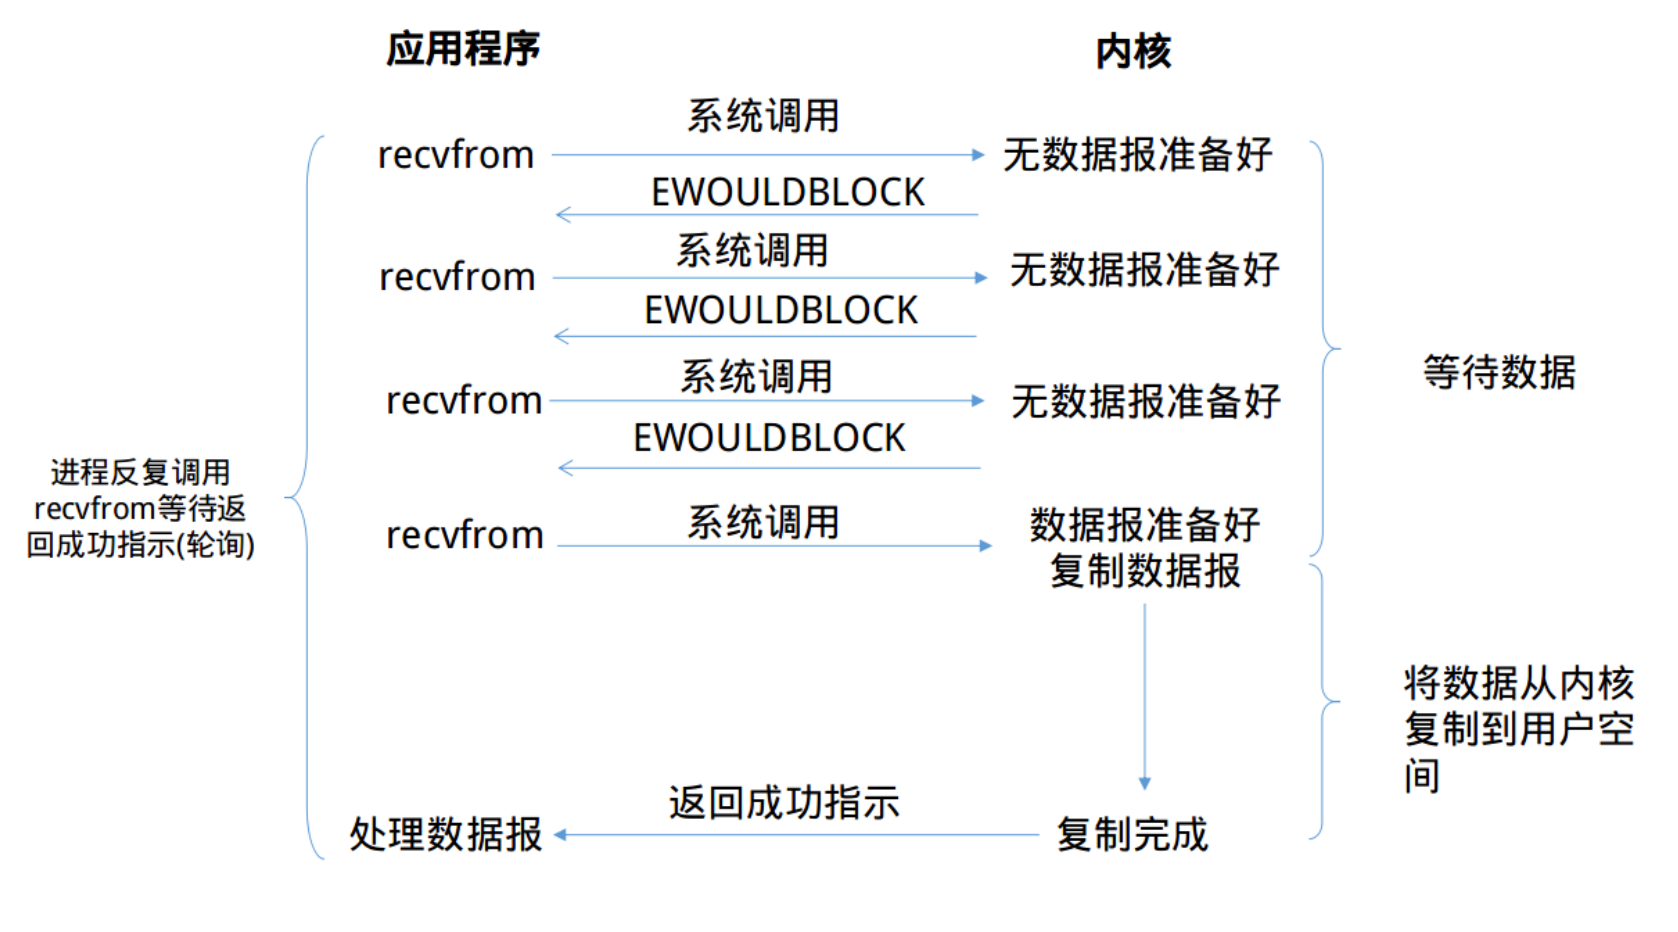 应用程序
内核
系统调用
recvfrom
无数据报准备好
EWOULDBLOCK
系统调用
recvfrom
无数据报准备好
EWOULDBLOCK
系统调用
recvfrom
无数据报准备好
等待数据
EWOULDBLOCK
进程反复调用
recvfrom等待返
回成功指示(轮询)
系统调用
recvfrom
数据报准备好
复制数据报
将数据从内核
复制到用户空
间
返回成功指示
处理数据报
复制完成